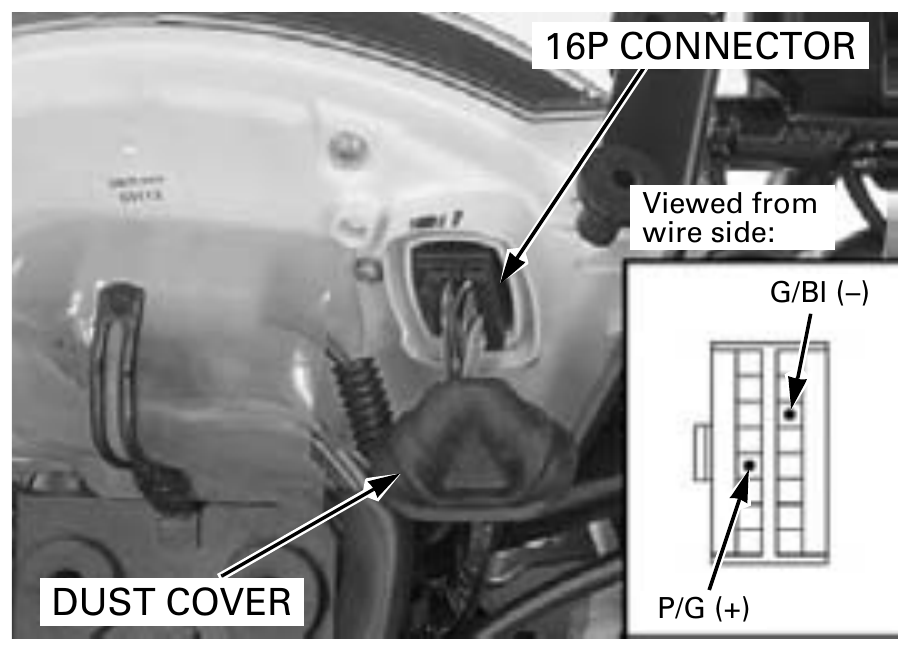 16P CONNECTOR
Viewed from
wire side:
G/Bl (–)
P/G (+)
DUST COVER